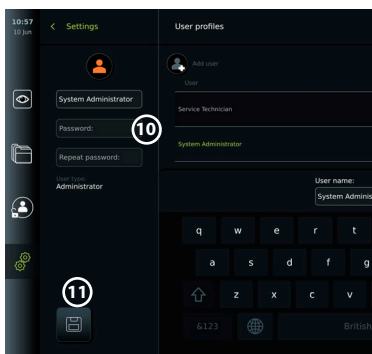 10:57
10 Jun
Settings
User profiles
Add user
User
System Administrator
Service Technician
Password:
10
System Administrator
Repeat password:
User type:
Administrator
User name:
System Adminis
q w e r t
a s d f g
11
z x c v
&123
British